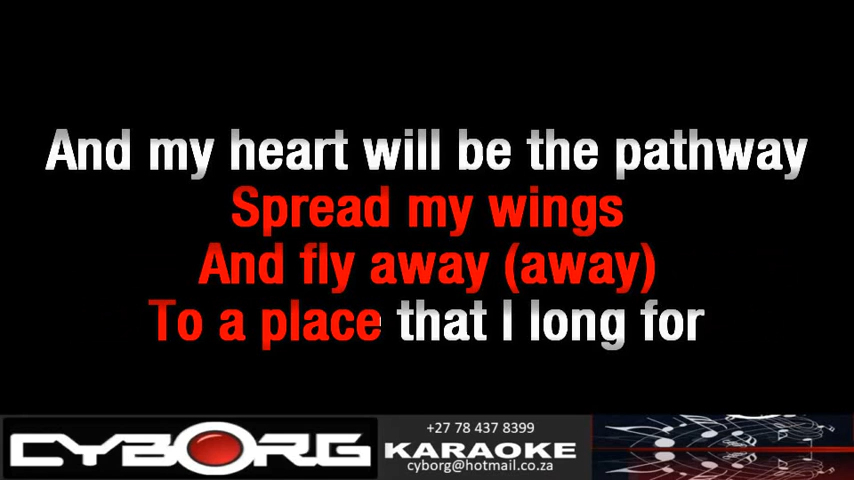 And my heart will be the pathway
Spread my wings
And fly away (away)
To a place that I long for
CYBORG
+27 78 437 8399
KARAOKE
cyborg@hotmail.co.za